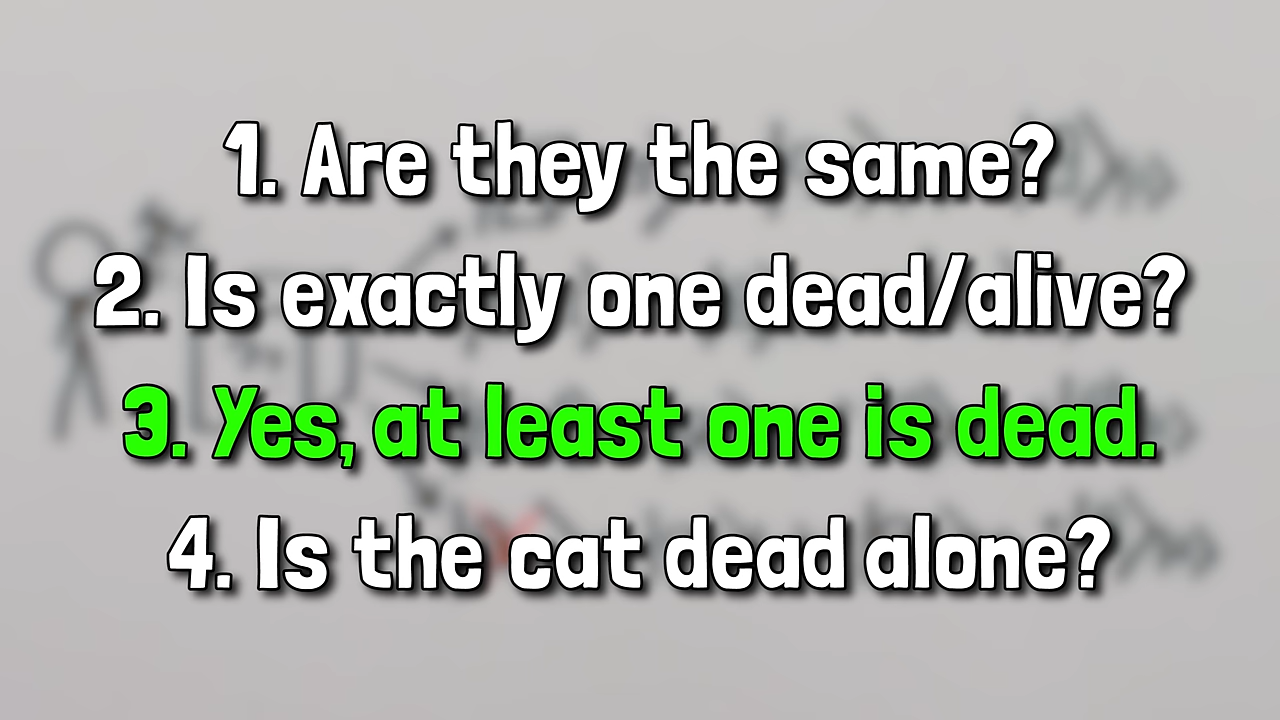 1. Are they the same?
2. Is exactly one dead/alive?
3. Yes, at least one is dead.
4. Is the cat dead alone?